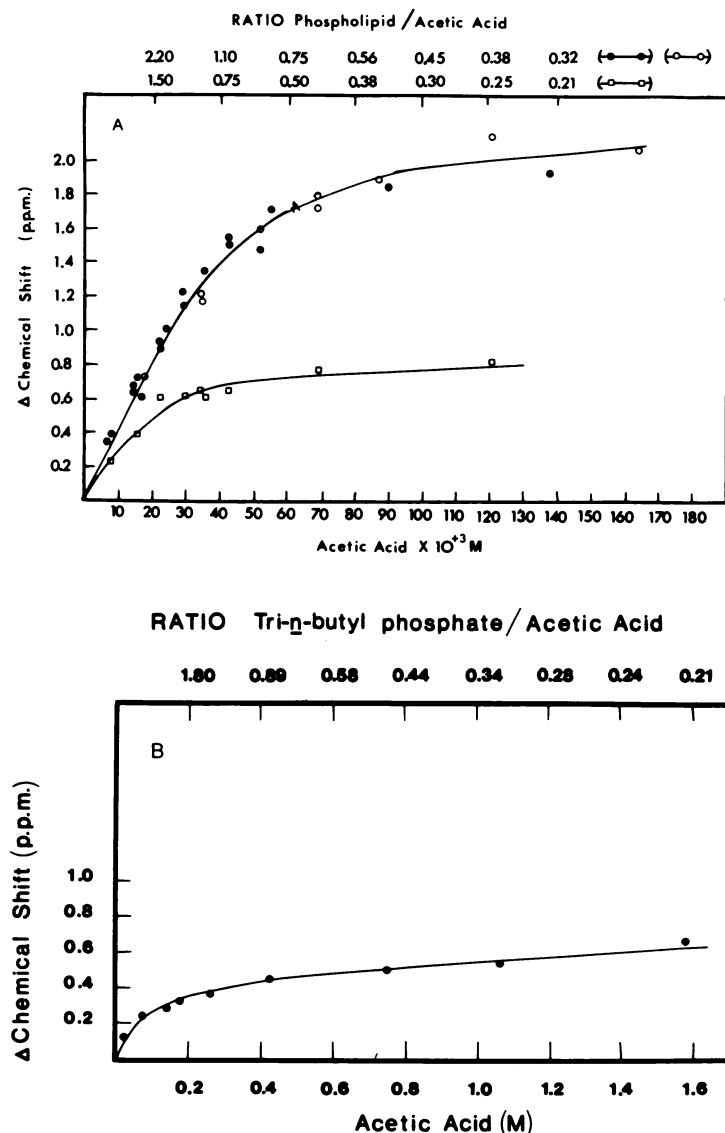 RATIO Phospholipid/Acetic Acid
2.20 1.10 0.75 0.56 0.45 0.38 0.32 (-●-●-) (-o-o-)
1.50 0.75 0.50 0.38 0.30 0.25 0.21 (-□-□-)
A
2.0
1.8
1.6
1.4
1.2
1.0
0.8
0.6
0.4
0.2
Δ Chemical Shift (p.p.m.)
10 20 30 40 50 60 70 80 90 100 110 120 130 140 150 160 170 180
Acetic Acid X 10⁺³M
RATIO Tri-n-butyl phosphate/Acetic Acid
1.80 0.89 0.58 0.44 0.34 0.28 0.24 0.21
B
1.0
0.8
0.6
0.4
0.2
Δ Chemical Shift (p.p.m.)
0.2 0.4 0.6 0.8 1.0 1.2 1.4 1.6
Acetic Acid (M)